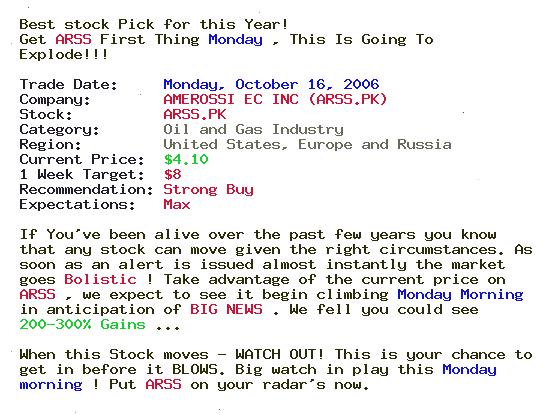 Best stock Pick for this Year!
Get ARSS First Thing Monday , This Is Going To
Explode!!!
Trade Date: Monday, October 16, 2006
Company: AMEROSSI EC INC (ARSS.PK)
Stock: ARSS.PK
Category: Oil and Gas Industry
Region: United States, Europe and Russia
Current Price: $4.10
1 Week Target: $8
Recommendation: Strong Buy
Expectations: Max
If You've been alive over the past few years you know
that any stock can move given the right circumstances. As
soon as an alert is issued almost instantly the market
goes Bolistic ! Take advantage of the current price on
ARSS , we expect to see it begin climbing Monday Morning
in anticipation of BIG NEWS . We fell you could see
200-300% Gains ...
When this Stock moves - WATCH OUT! This is your chance to
get in before it BLOWS. Big watch in play this Monday
morning ! Put ARSS on your radar's now.